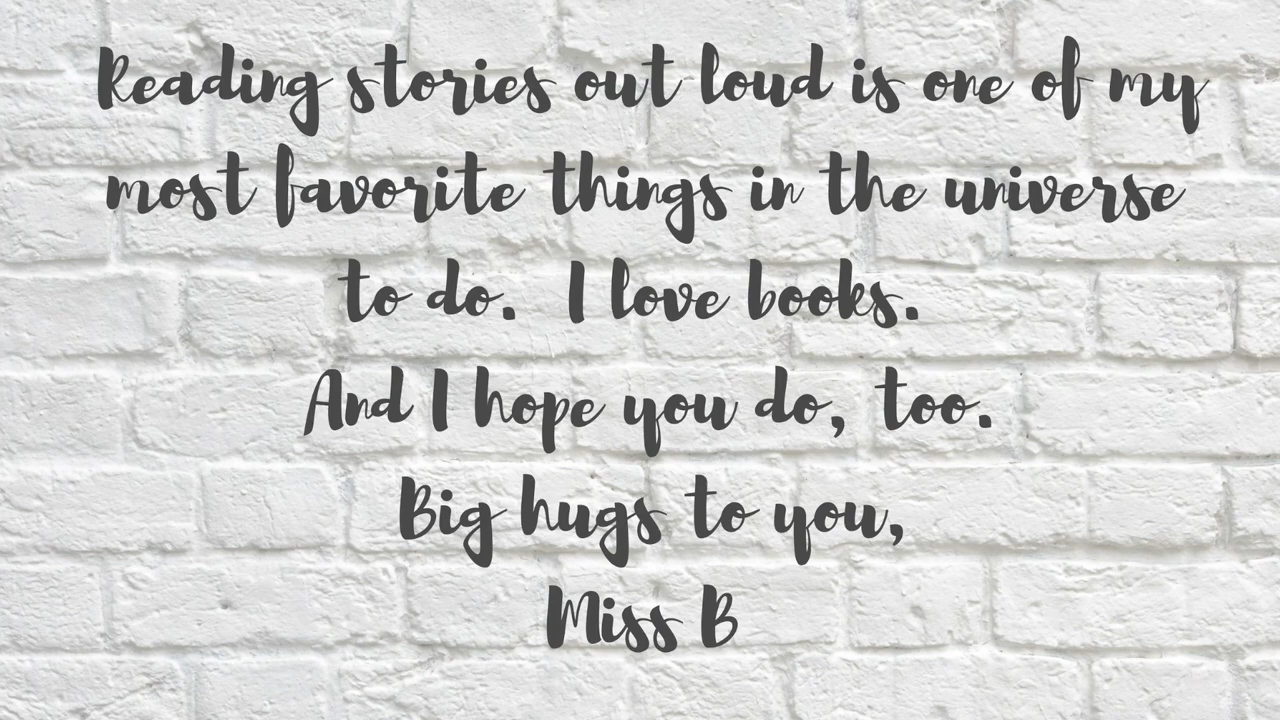 Reading stories out loud is one of my
most favorite things in the universe
to do.  I love books.
And I hope you do, too.
Big hugs to you,
Miss B